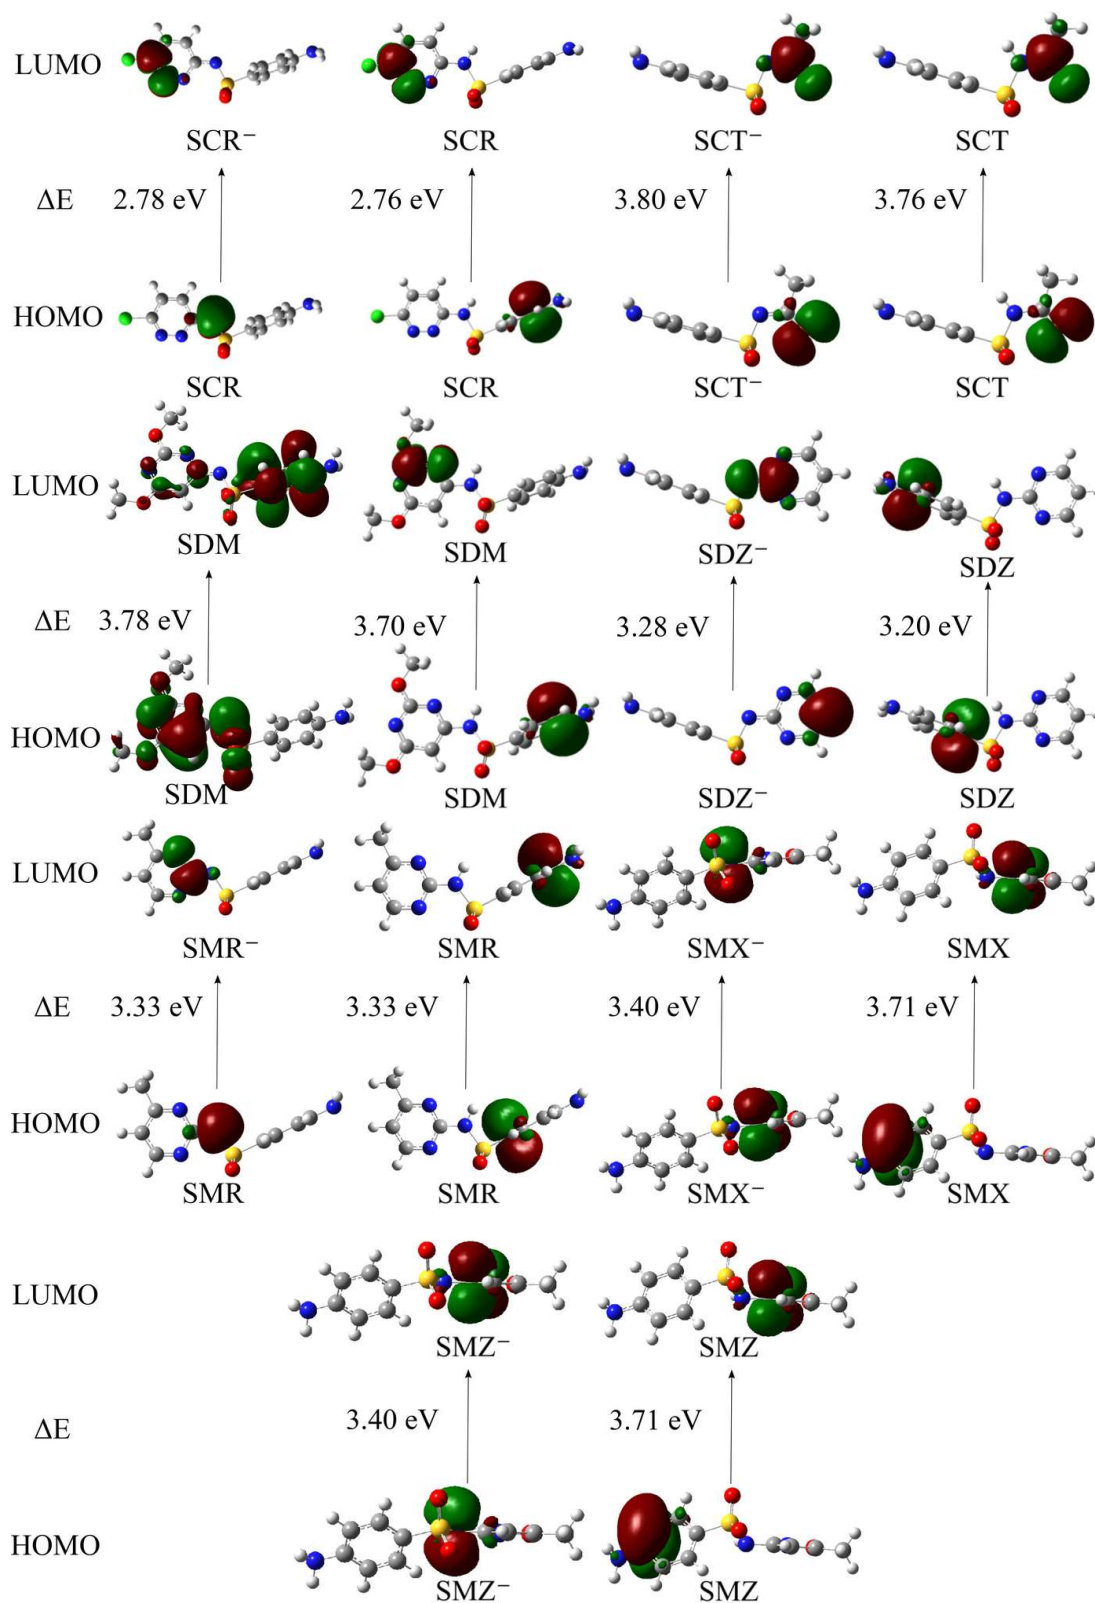 LUMO
SCR⁻ SCR SCT⁻ SCT
ΔE 2.78 eV 2.76 eV 3.80 eV 3.76 eV
HOMO
SCR SCR SCT⁻ SCT
LUMO
SDM SDM SDZ⁻ SDZ
ΔE 3.78 eV 3.70 eV 3.28 eV 3.20 eV
HOMO
SDM SDM SDZ⁻ SDZ
LUMO
SMR⁻ SMR SMX⁻ SMX
ΔE 3.33 eV 3.33 eV 3.40 eV 3.71 eV
HOMO
SMR SMR SMX⁻ SMX
LUMO
SMZ⁻ SMZ
ΔE 3.40 eV 3.71 eV
HOMO
SMZ⁻ SMZ